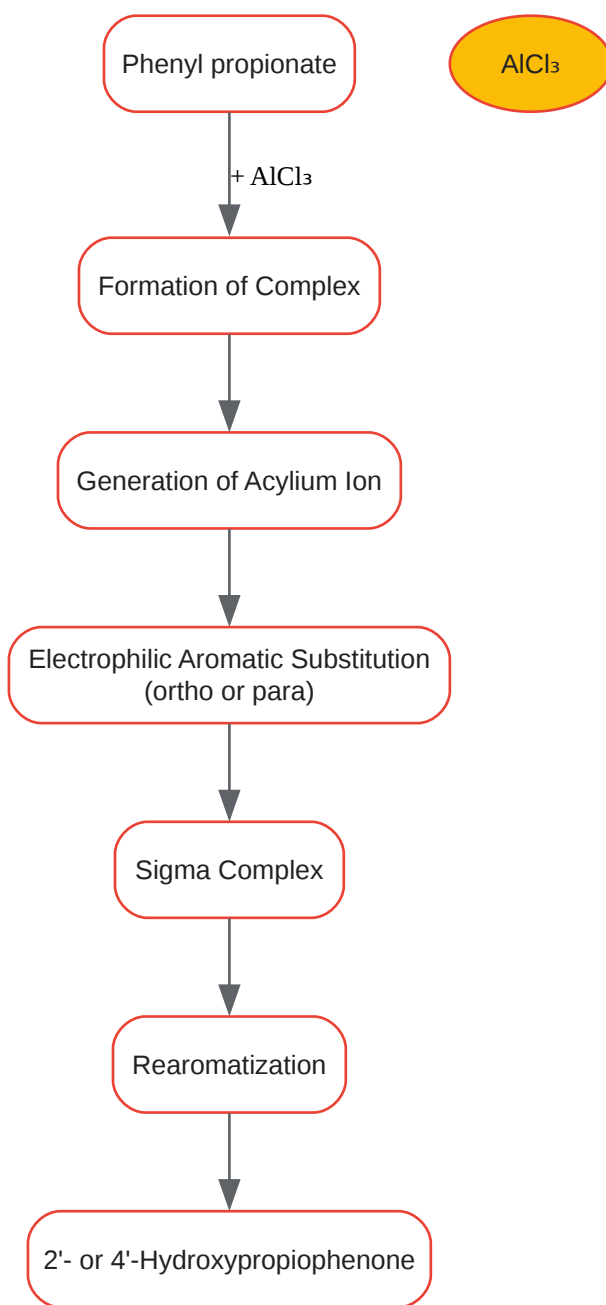 Phenyl propionate
AlCl₃
+ AlCl₃
Formation of Complex
Generation of Acylium Ion
Electrophilic Aromatic Substitution
(ortho or para)
Sigma Complex
Rearomatization
2'- or 4'-Hydroxypropiophenone